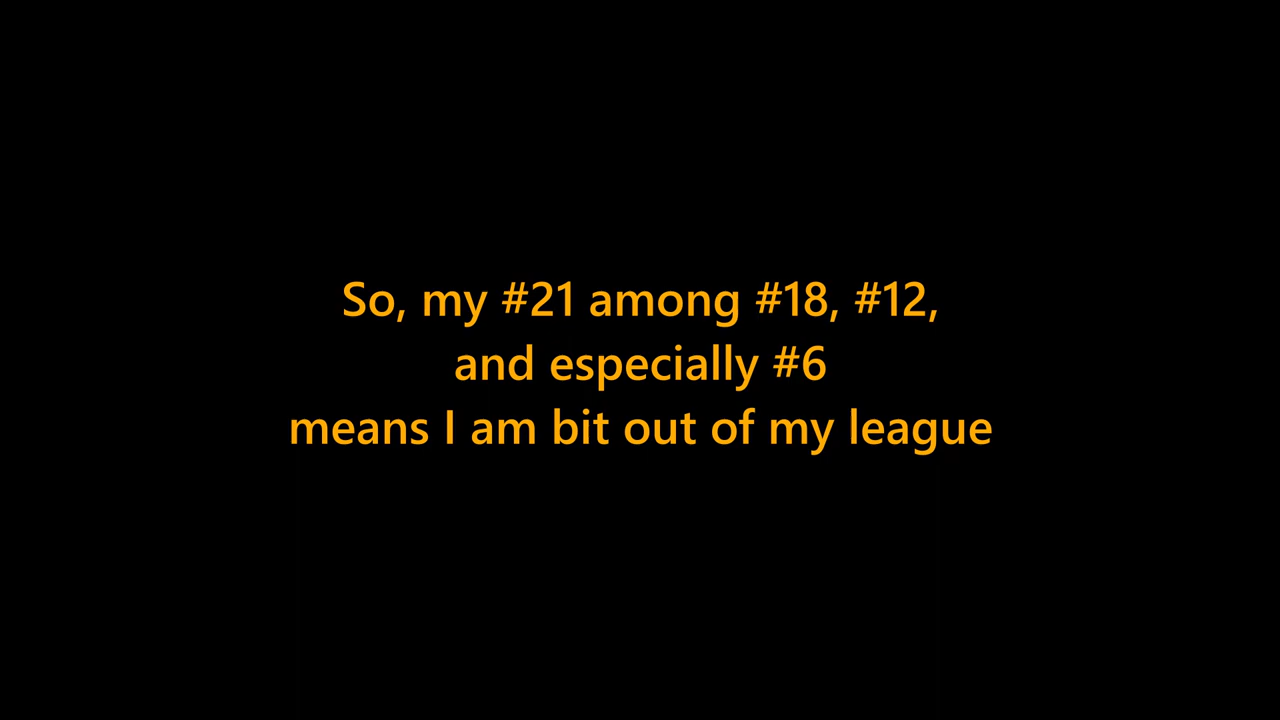 So, my #21 among #18, #12,
and especially #6
means I am bit out of my league